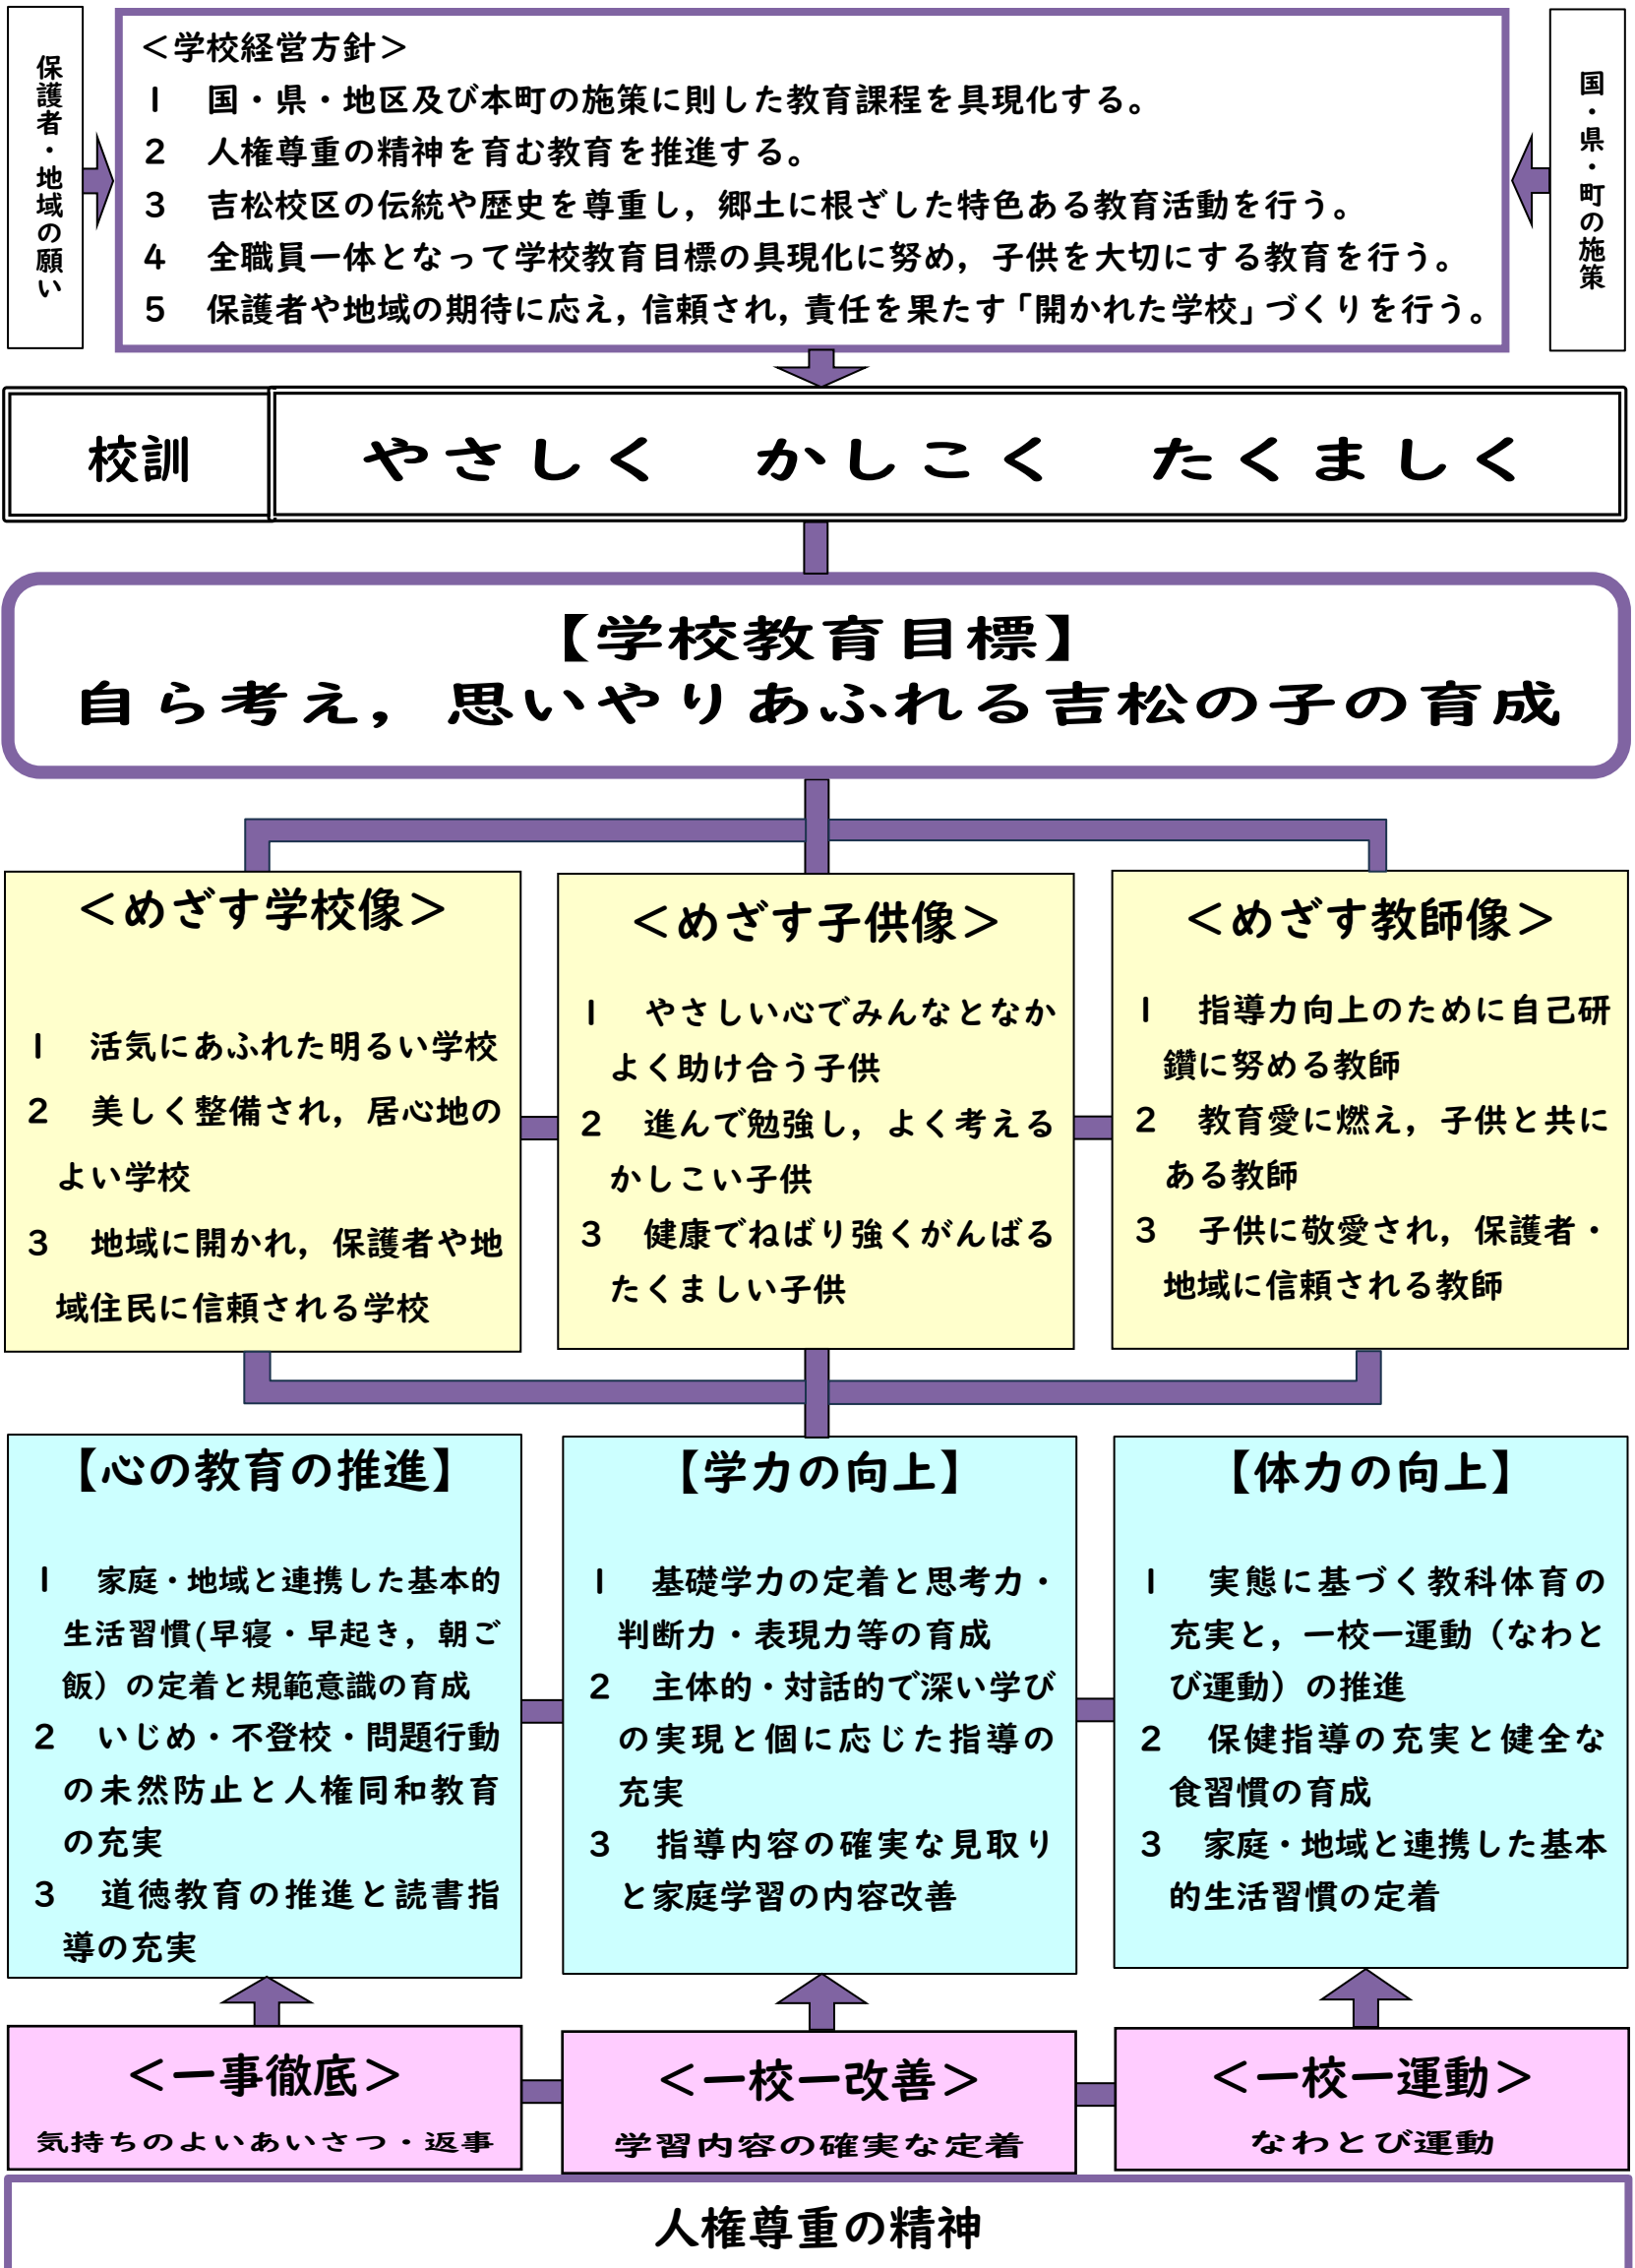 保護者・地域の願い
＜学校経営方針＞
1　国・県・地区及び本町の施策に則した教育課程を具現化する。
2　人権尊重の精神を育む教育を推進する。
3　吉松校区の伝統や歴史を尊重し，郷土に根ざした特色ある教育活動を行う。
4　全職員一体となって学校教育目標の具現化に努め，子供を大切にする教育を行う。
5　保護者や地域の期待に応え，信頼され，責任を果たす「開かれた学校」づくりを行う。
国・県・町の施策
校訓
やさしく　かしこく　たくましく
【学校教育目標】
自ら考え，思いやりあふれる吉松の子の育成
＜めざす学校像＞
1　活気にあふれた明るい学校
2　美しく整備され，居心地の
よい学校
3　地域に開かれ，保護者や地
域住民に信頼される学校
＜めざす子供像＞
1　やさしい心でみんなとなか
よく助け合う子供
2　進んで勉強し，よく考える
かしこい子供
3　健康でねばり強くがんばる
たくましい子供
＜めざす教師像＞
1　指導力向上のために自己研
鑽に努める教師
2　教育愛に燃え，子供と共に
ある教師
3　子供に敬愛され，保護者・
地域に信頼される教師
【心の教育の推進】
1　家庭・地域と連携した基本的
生活習慣(早寝・早起き，朝ご
飯）の定着と規範意識の育成
2　いじめ・不登校・問題行動
の未然防止と人権同和教育
の充実
3　道徳教育の推進と読書指
導の充実
【学力の向上】
1　基礎学力の定着と思考力・
判断力・表現力等の育成
2　主体的・対話的で深い学び
の実現と個に応じた指導の
充実
3　指導内容の確実な見取り
と家庭学習の内容改善
【体力の向上】
1　実態に基づく教科体育の
充実と，一校一運動（なわと
び運動）の推進
2　保健指導の充実と健全な
食習慣の育成
3　家庭・地域と連携した基本
的生活習慣の定着
＜一事徹底＞
気持ちのよいあいさつ・返事
＜一校一改善＞
学習内容の確実な定着
＜一校一運動＞
なわとび運動
人権尊重の精神